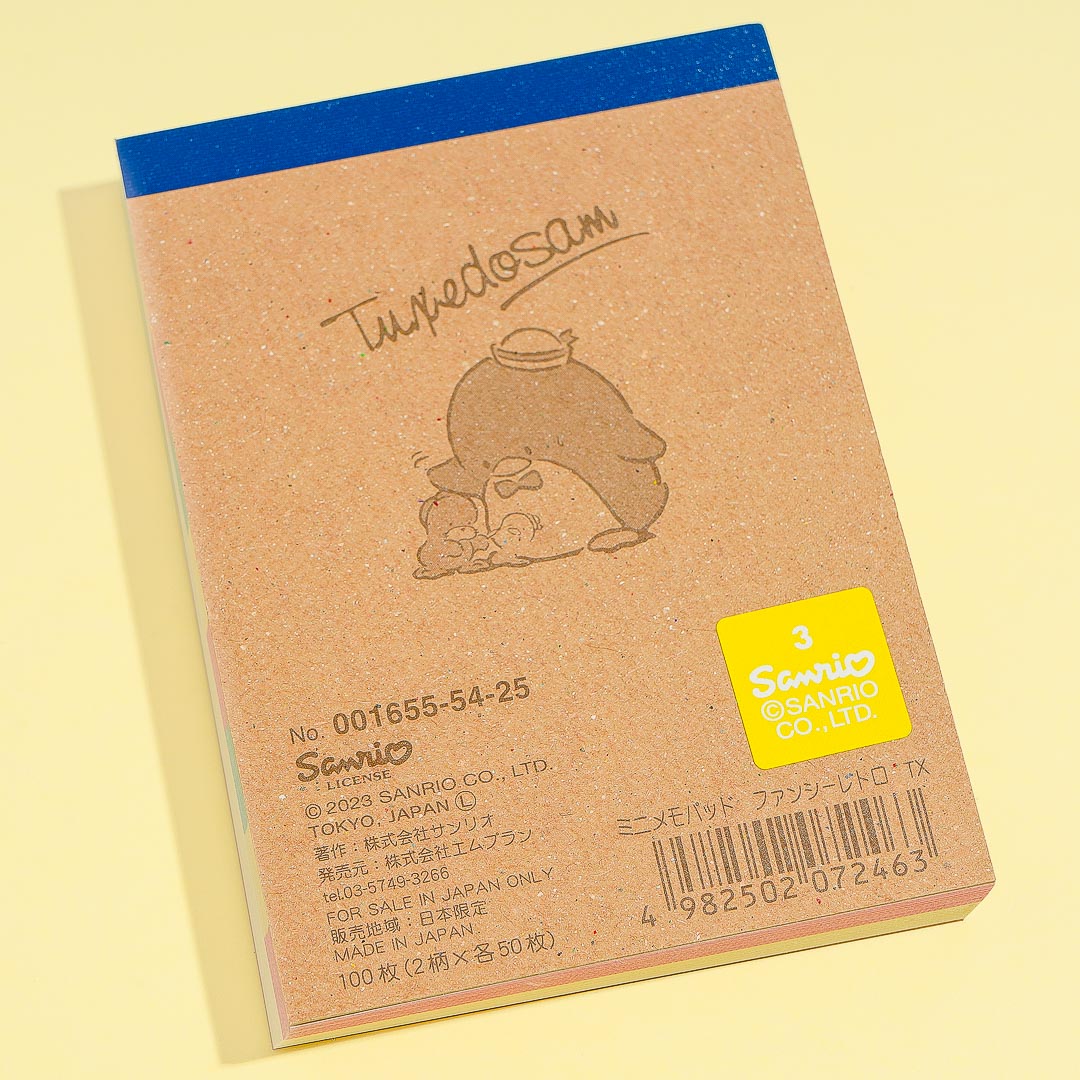 Tuxedosam
3
Sanrio
©SANRIO
CO.,LTD.
No. 001655-54-25
Sanrio
LICENSE
© 2023 SANRIO CO., LTD.
TOKYO, JAPAN Ⓛ
著作：株式会社サンリオ
発売元：株式会社エムプラン
tel.03-5749-3266
FOR SALE IN JAPAN ONLY
販売地域：日本限定
MADE IN JAPAN
100枚(2柄×各50枚)
ミニメモパッド ファンシーレトロ TX
4 982502 072463